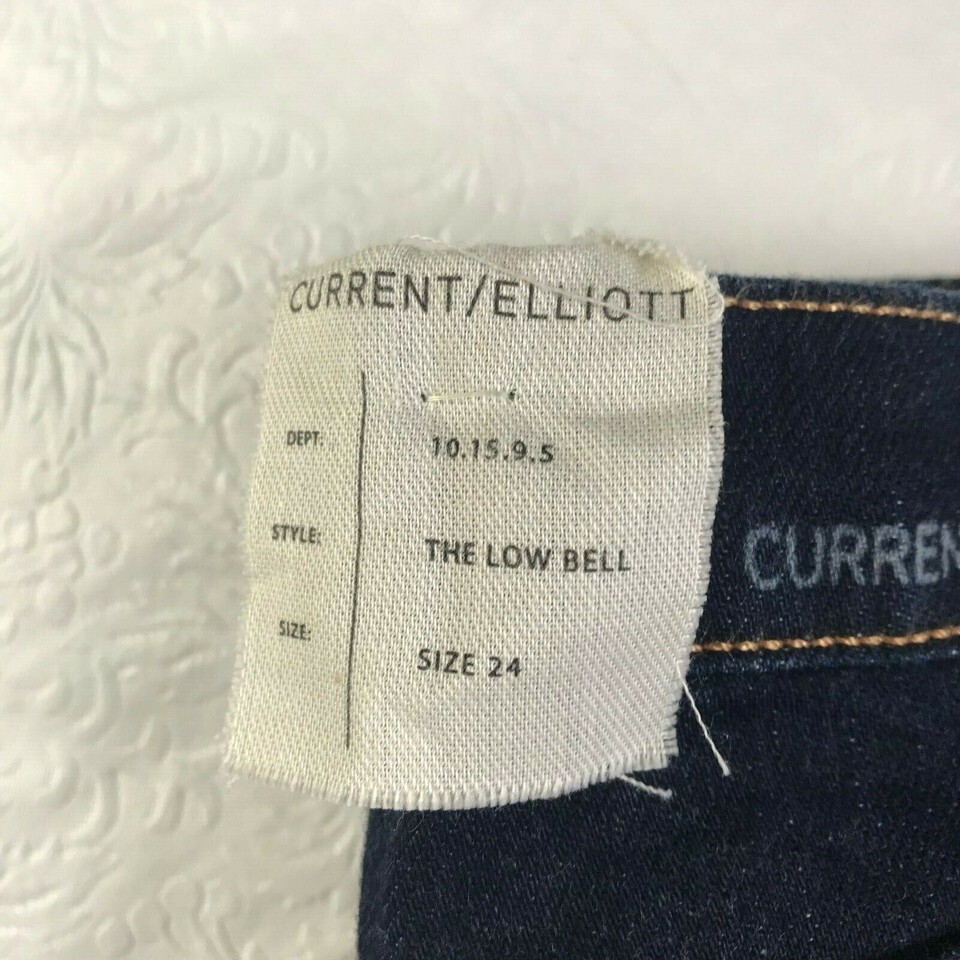 CURRENT/ELLIOTT
DEPT. 10.15.9.5
STYLE: THE LOW BELL
SIZE: SIZE 24
CURREN